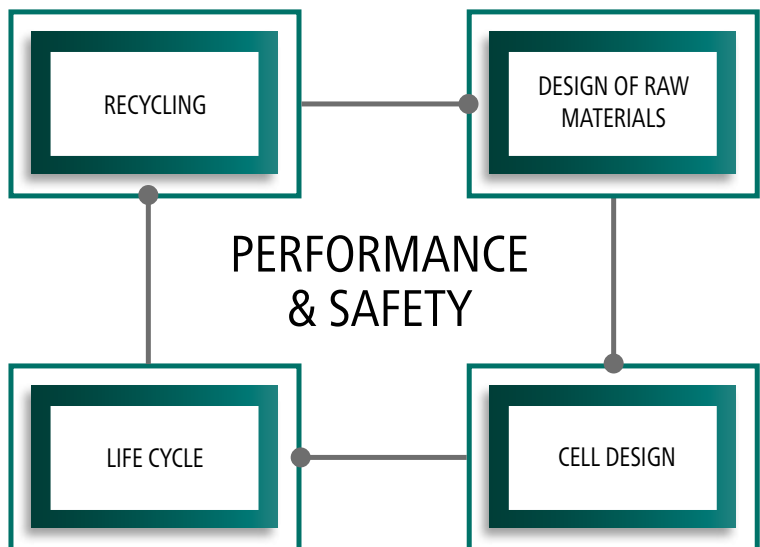 RECYCLING
DESIGN OF RAW
MATERIALS
PERFORMANCE
& SAFETY
LIFE CYCLE
CELL DESIGN